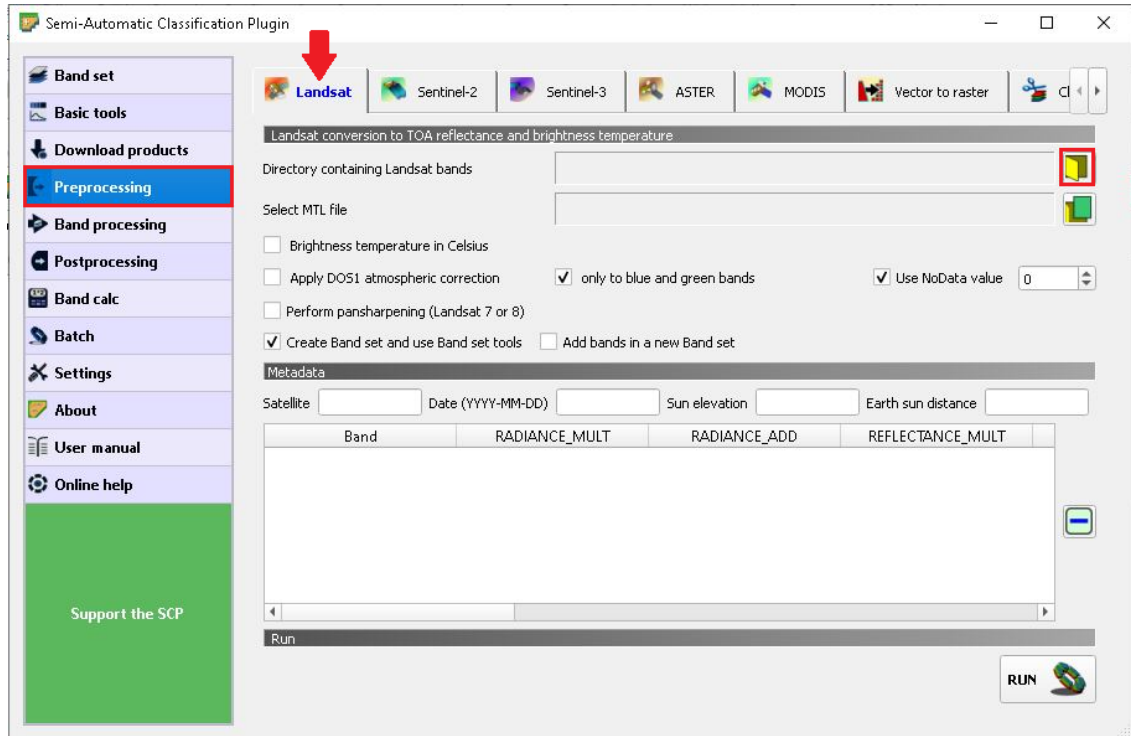 Semi-Automatic Classification Plugin
Band set
Basic tools
Download products
Preprocessing
Band processing
Postprocessing
Band calc
Batch
Settings
About
User manual
Online help
Support the SCP
Landsat Sentinel-2 Sentinel-3 ASTER MODIS Vector to raster
Landsat conversion to TOA reflectance and brightness temperature
Directory containing Landsat bands
Select MTL file
Brightness temperature in Celsius
Apply DOS1 atmospheric correction only to blue and green bands Use NoData value 0
Perform pansharpening (Landsat 7 or 8)
Create Band set and use Band set tools Add bands in a new Band set
Metadata
Satellite Date (YYYY-MM-DD) Sun elevation Earth sun distance
Band RADIANCE_MULT RADIANCE_ADD REFLECTANCE_MULT
Run
RUN